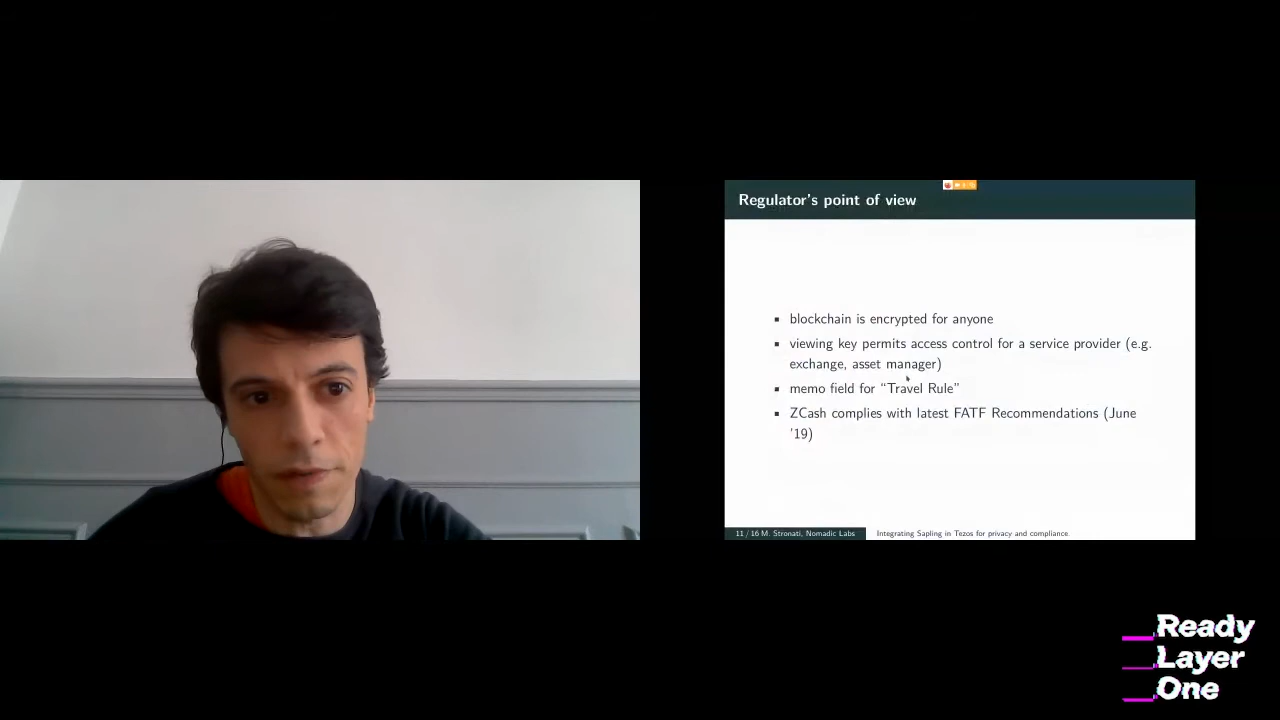 Regulator's point of view
blockchain is encrypted for anyone
viewing key permits access control for a service provider (e.g.
exchange, asset manager)
memo field for “Travel Rule”
ZCash complies with latest FATF Recommendations (June
'19)
11 / 16 M. Stronati, Nomadic Labs
Integrating Sapling in Tezos for privacy and compliance.
Ready
Layer
One